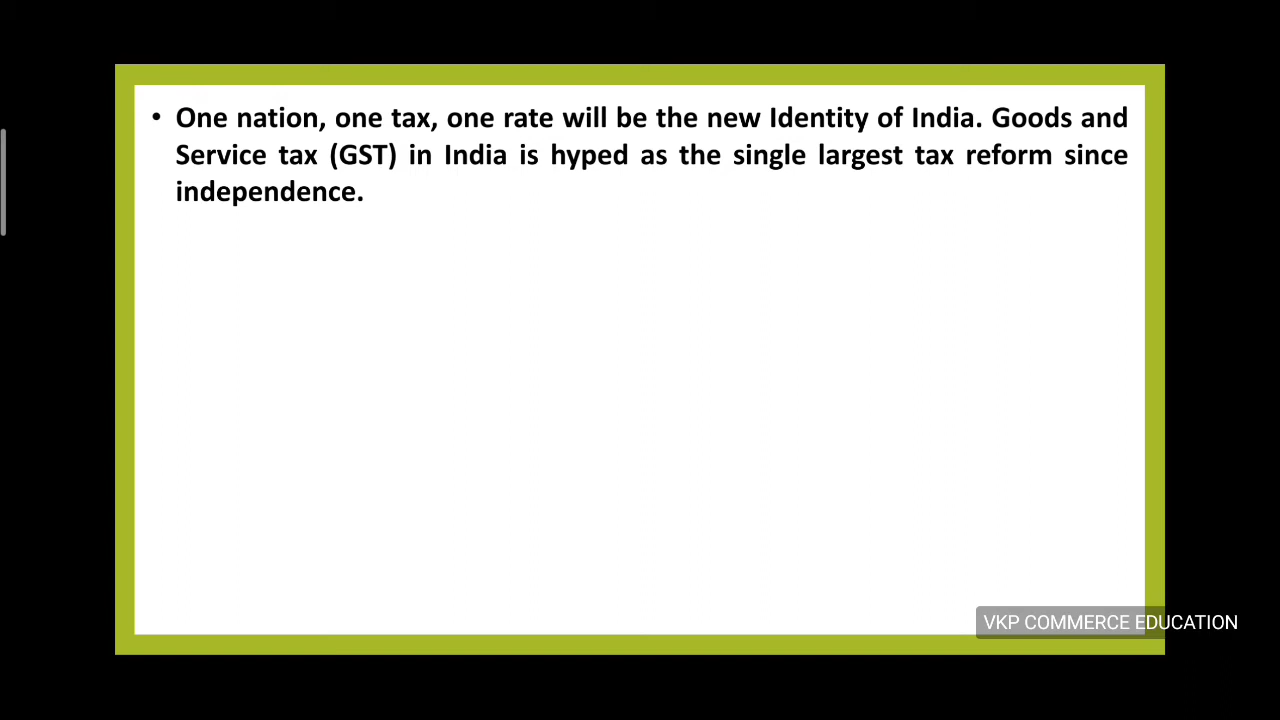 • One nation, one tax, one rate will be the new Identity of India. Goods and
Service tax (GST) in India is hyped as the single largest tax reform since
independence.
VKP COMMERCE EDUCATION